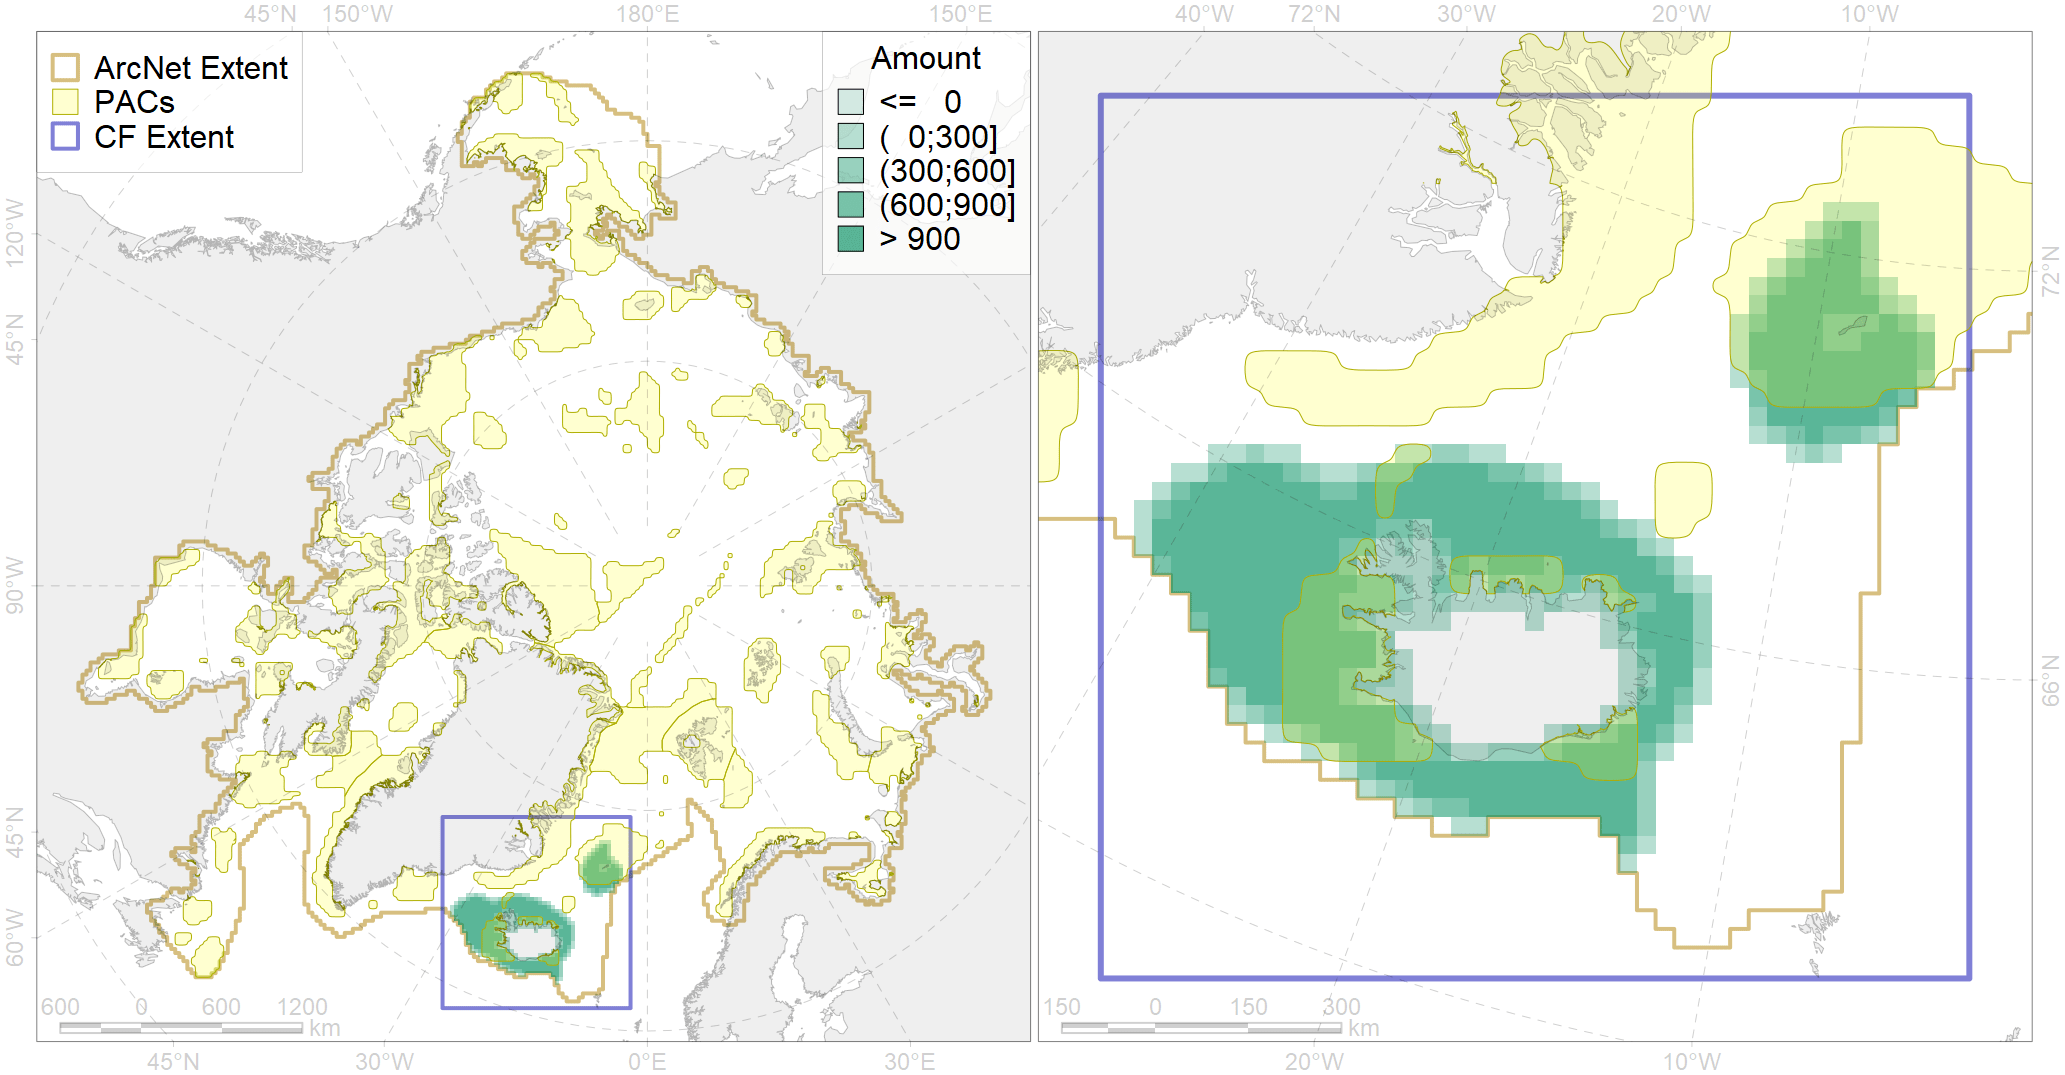 45°N 150°W 180°E 150°E 40°W 72°N 30°W 20°W 10°W
ArcNet Extent
PACs
CF Extent
Amount
<= 0
( 0;300]
(300;600]
(600;900]
> 900
120°W
45°N
90°W
45°N
60°W
72°N
66°N
600 0 600 1200
km
150 0 150 300
km
45°N 30°W 0°E 30°E 20°W 10°W